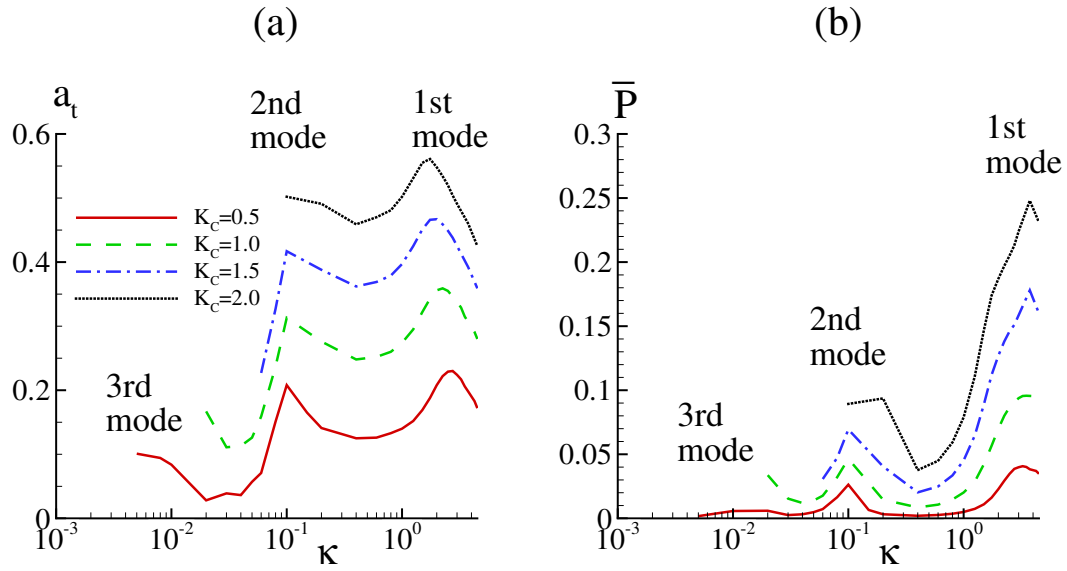 (a)
a_t
2nd
mode
1st
mode
0.6
0.4
0.2
0
K_C=0.5
K_C=1.0
K_C=1.5
K_C=2.0
3rd
mode
10^-3
10^-2
10^-1
10^0
κ
(b)
P̅
1st
mode
0.3
0.25
0.2
0.15
0.1
0.05
0
2nd
mode
3rd
mode
10^-3
10^-2
10^-1
10^0
κ